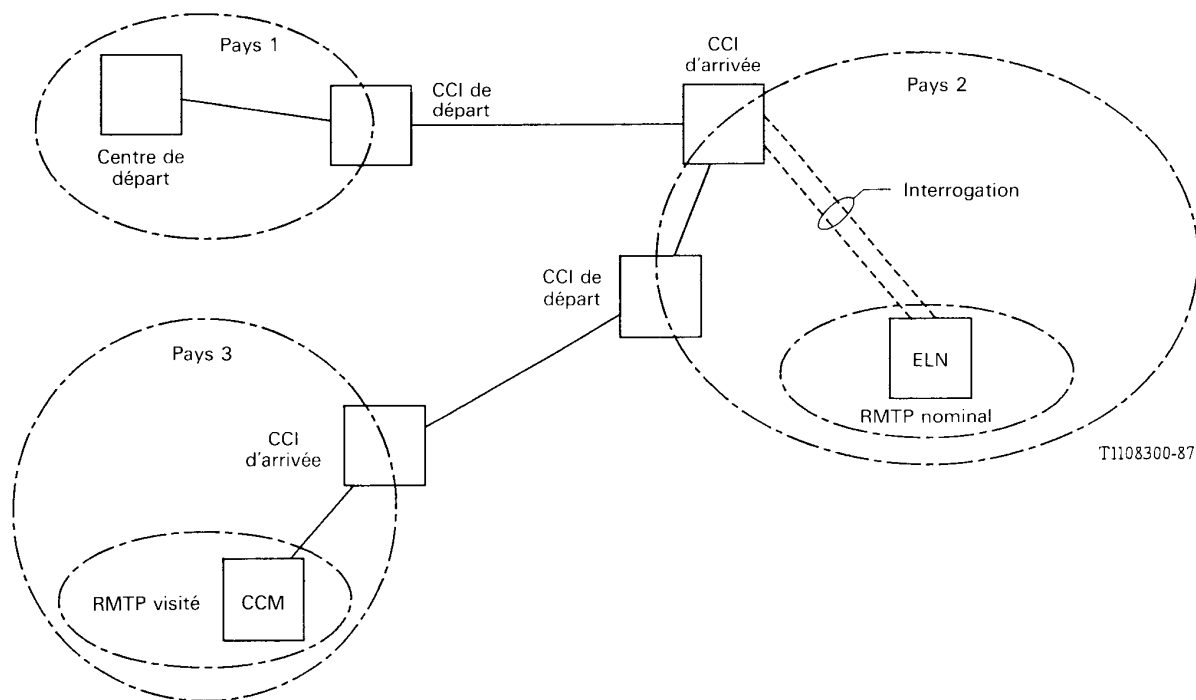 Pays 1
Centre de
départ
CCI de
départ
CCI
d'arrivée
Pays 2
Interrogation
CCI de
départ
ELN
RMTP nominal
T1108300-87
Pays 3
CCI
d'arrivée
RMTP visité
CCM